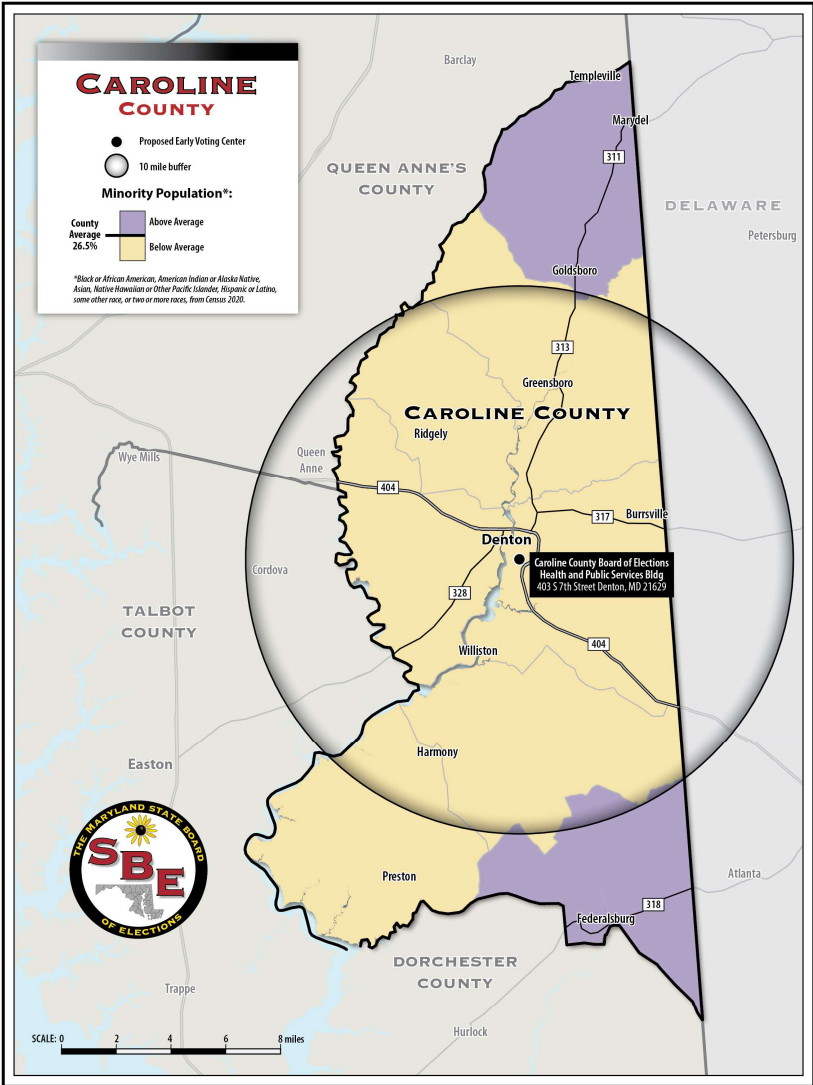 CAROLINE
COUNTY
Proposed Early Voting Center
10 mile buffer
Minority Population*:
County
Average
26.5%
Above Average
Below Average
*Black or African American, American Indian or Alaska Native,
Asian, Native Hawaiian or Other Pacific Islander, Hispanic or Latino,
some other race, or two or more races, from Census 2020.
Barclay
Templeville
Marydel
311
QUEEN ANNE'S
COUNTY
DELAWARE
Petersburg
Goldsboro
313
Greensboro
CAROLINE COUNTY
Ridgely
Queen
Anne
Wye Mills
404
317
Burrsville
Denton
Caroline County Board of Elections
Health and Public Services Bldg
403 S 7th Street Denton, MD 21629
Cordova
328
TALBOT
COUNTY
404
Williston
Harmony
Easton
THE MARYLAND STATE BOARD
SBE
OF ELECTIONS
Preston
Atlanta
318
Federalsburg
DORCHESTER
COUNTY
Trappe
Hurlock
SCALE: 0 2 4 6 8 miles